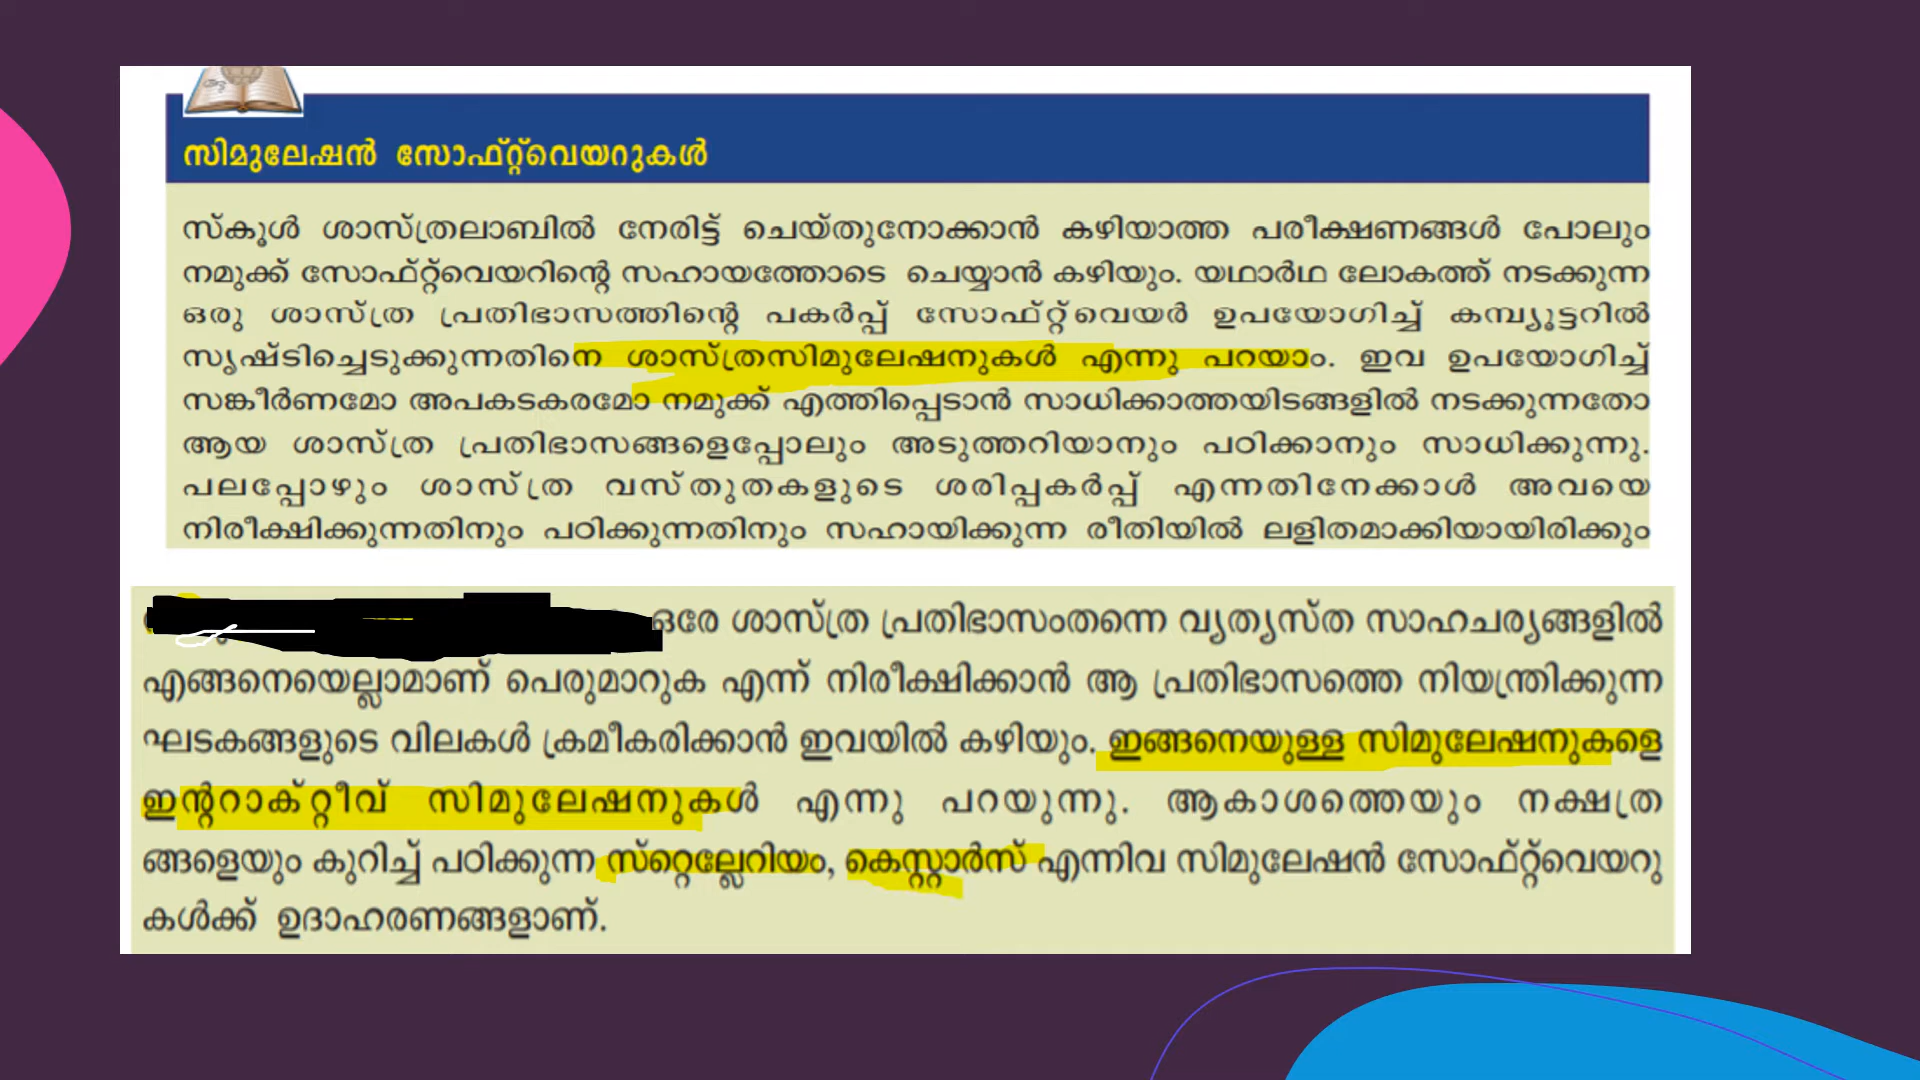 സിമുലേഷൻ സോഫ്റ്റ്‌വെയറുകൾ
സ്കൂൾ ശാസ്ത്രലാബിൽ നേരിട്ട് ചെയ്തുനോക്കാൻ കഴിയാത്ത പരീക്ഷണങ്ങൾ പോലും
നമുക്ക് സോഫ്റ്റ്‌വെയറിന്റെ സഹായത്തോടെ ചെയ്യാൻ കഴിയും. യഥാർഥ ലോകത്ത് നടക്കുന്ന
ഒരു ശാസ്ത്ര പ്രതിഭാസത്തിന്റെ പകർപ്പ് സോഫ്റ്റ്‌വെയർ ഉപയോഗിച്ച് കമ്പ്യൂട്ടറിൽ
സൃഷ്ടിച്ചെടുക്കുന്നതിനെ ശാസ്ത്രസിമുലേഷനുകൾ എന്നു പറയാം. ഇവ ഉപയോഗിച്ച്
സങ്കീർണമോ അപകടകരമോ നമുക്ക് എത്തിപ്പെടാൻ സാധിക്കാത്തയിടങ്ങളിൽ നടക്കുന്നതോ
ആയ ശാസ്ത്ര പ്രതിഭാസങ്ങളെപ്പോലും അടുത്തറിയാനും പഠിക്കാനും സാധിക്കുന്നു.
പലപ്പോഴും ശാസ്ത്ര വസ്തുതകളുടെ ശരിപ്പകർപ്പ് എന്നതിനേക്കാൾ അവയെ
നിരീക്ഷിക്കുന്നതിനും പഠിക്കുന്നതിനും സഹായിക്കുന്ന രീതിയിൽ ലളിതമാക്കിയായിരിക്കും
ഒരേ ശാസ്ത്ര പ്രതിഭാസംതന്നെ വ്യത്യസ്ത സാഹചര്യങ്ങളിൽ
എങ്ങനെയെല്ലാമാണ് പെരുമാറുക എന്ന് നിരീക്ഷിക്കാൻ ആ പ്രതിഭാസത്തെ നിയന്ത്രിക്കുന്ന
ഘടകങ്ങളുടെ വിലകൾ ക്രമീകരിക്കാൻ ഇവയിൽ കഴിയും. ഇങ്ങനെയുള്ള സിമുലേഷനുകളെ
ഇന്ററാക്റ്റീവ് സിമുലേഷനുകൾ എന്നു പറയുന്നു. ആകാശത്തെയും നക്ഷത്ര
ങ്ങളെയും കുറിച്ച് പഠിക്കുന്ന സ്റ്റെല്ലേറിയം, കെസ്റ്റാർസ് എന്നിവ സിമുലേഷൻ സോഫ്റ്റ്‌വെയറു
കൾക്ക് ഉദാഹരണങ്ങളാണ്.